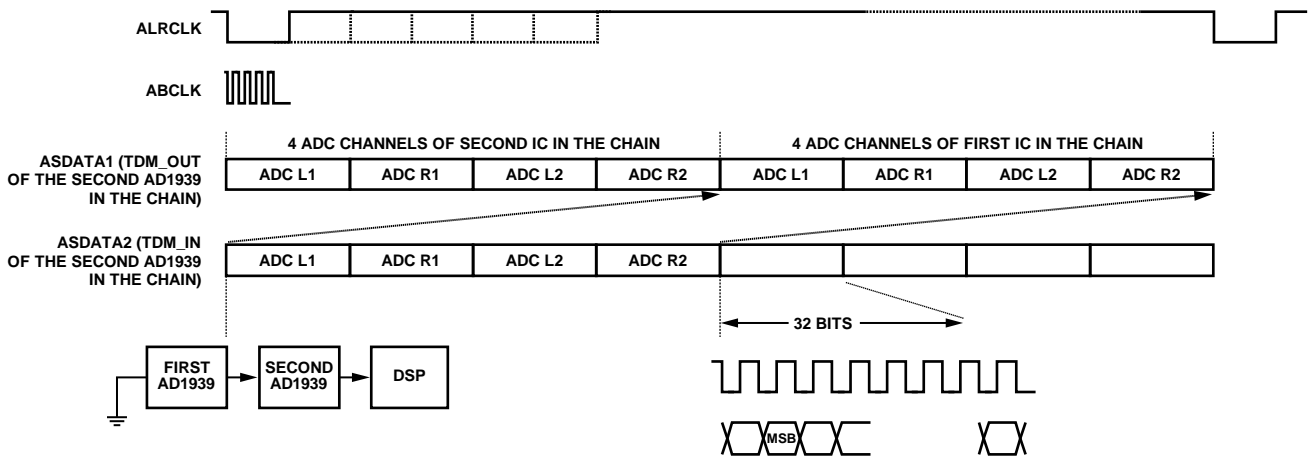 ALRCLK
ABCLK
4 ADC CHANNELS OF SECOND IC IN THE CHAIN
4 ADC CHANNELS OF FIRST IC IN THE CHAIN
ASDATA1 (TDM_OUT
OF THE SECOND AD1939
IN THE CHAIN)
ADC L1
ADC R1
ADC L2
ADC R2
ADC L1
ADC R1
ADC L2
ADC R2
ASDATA2 (TDM_IN
OF THE SECOND AD1939
IN THE CHAIN)
ADC L1
ADC R1
ADC L2
ADC R2
32 BITS
FIRST
AD1939
SECOND
AD1939
DSP
MSB